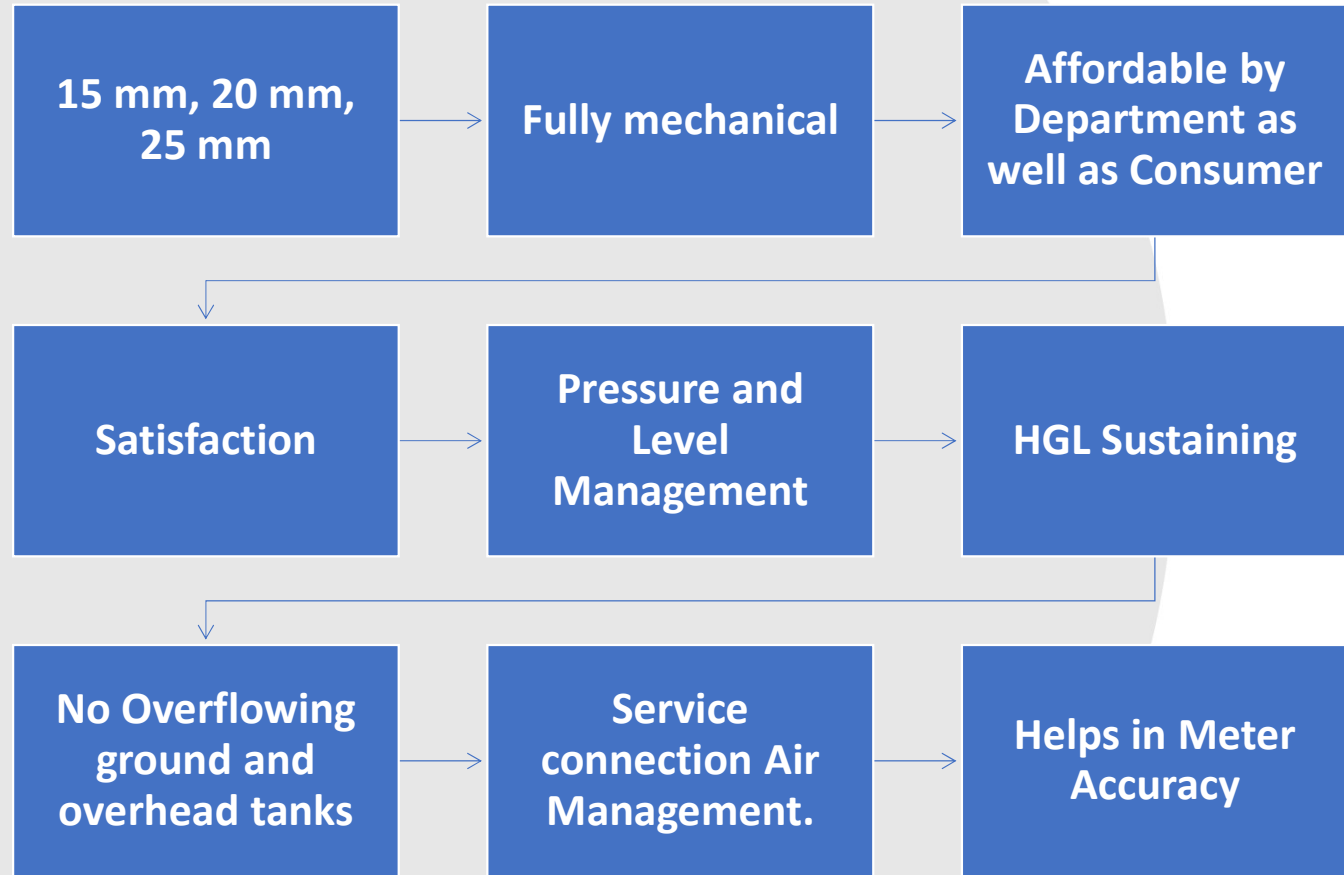 15 mm, 20 mm,
25 mm
Fully mechanical
Affordable by
Department as
well as Consumer
Satisfaction
Pressure and
Level
Management
HGL Sustaining
No Overflowing
ground and
overhead tanks
Service
connection Air
Management.
Helps in Meter
Accuracy